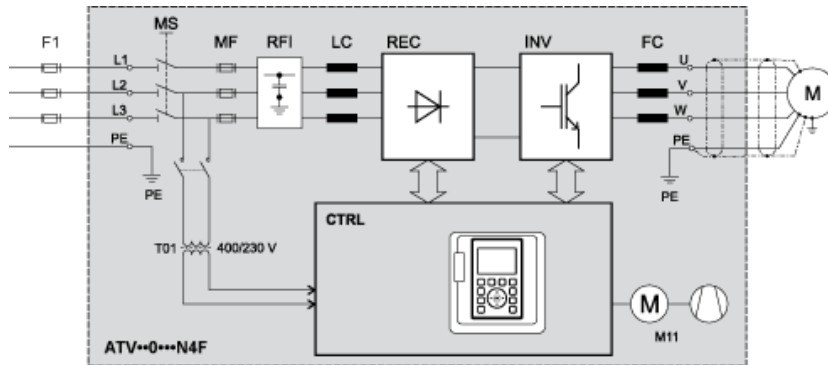 MS
F1 MF RFI LC REC INV FC
L1 U
L2 V
L3 W
M
PE PE
PE PE
CTRL
T01 400/230 V
M
M11
ATV••0•••N4F